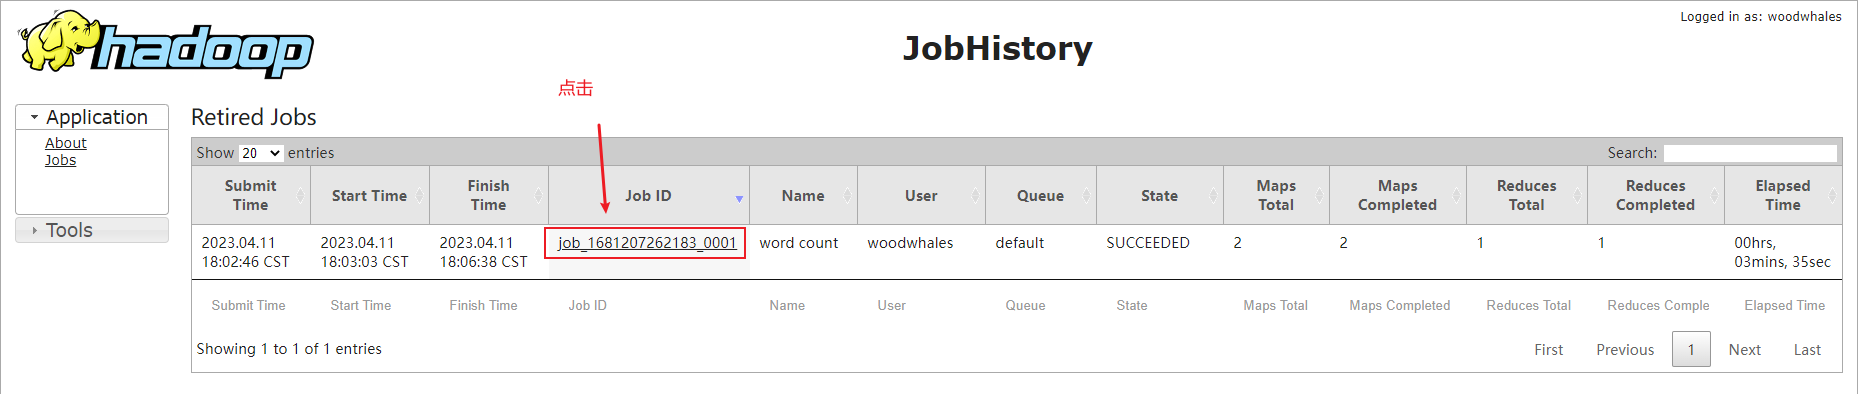 hadoop
JobHistory
Logged in as: woodwhales
点击
Application
About
Jobs
Tools
Retired Jobs
Show 20 entries
Search:
Submit Time
Start Time
Finish Time
Job ID
Name
User
Queue
State
Maps Total
Maps Completed
Reduces Total
Reduces Completed
Elapsed Time
2023.04.11 18:02:46 CST
2023.04.11 18:03:03 CST
2023.04.11 18:06:38 CST
job_1681207262183_0001
word count
woodwhales
default
SUCCEEDED
2
2
1
1
00hrs, 03mins, 35sec
Submit Time
Start Time
Finish Time
Job ID
Name
User
Queue
State
Maps Total
Maps Completed
Reduces Total
Reduces Comple
Elapsed Time
Showing 1 to 1 of 1 entries
First Previous 1 Next Last